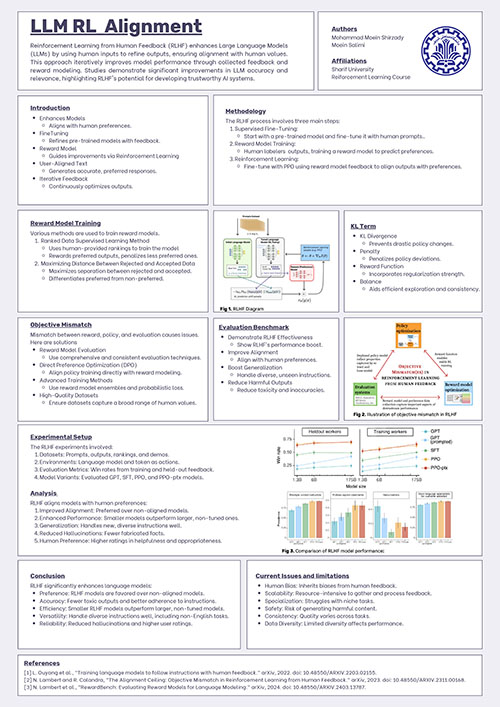 LLM RL Alignment
Reinforcement Learning from Human Feedback (RLHF) enhances Large Language Models
(LLMs) by using human inputs to refine outputs, ensuring alignment with human values.
This approach iteratively improves model performance through collected feedback and
reward modeling. Studies demonstrate significant improvements in LLM accuracy and
relevance, highlighting RLHF's potential for developing trustworthy AI systems.
Authors
Mohammad Mowin Shirzady
Moein Salimi
Affiliations
Sharif University
Reiforcement Learning Course
Introduction
Enhances Models
Aligns with human preferences.
FineTuning
Refines pre-trained models with feedback.
Reward Model
Guides improvements via Reinforcement Learning
User-Aligned Text
Generates accurate, preferred responses.
Iterative Feedback
Continuously optimizes outputs.
Methodology
The RLHF process involves three main steps:
1. Supervised Fine-Tuning:
Start with a pre-trained model and fine-tune it with human prompts..
2. Reward Model Training:
Human labelers outputs, training a reward model to predict preferences.
3. Reinforcement Learning:
Fine-tune with PPO using reward model feedback to align outputs with preferences.
Reward Model Training
Various methods are used to train reward models.
1. Ranked Data Supervised Learning Method
Uses human-provided rankings to train the model
Rewards preferred outputs, penalizes less preferred ones.
2. Maximizing Distance Between Rejected and Accepted Data
Maximizes separation between rejected and accepted.
Differentiates preferred from non-preferred.
Fig 1. RLHF Diagram
KL Term
KL Divergence
Prevents drastic policy changes.
Penalty
Penalizes policy deviations.
Reward Function
Incorporates regularization strength.
Balance
Aids efficient exploration and consistency.
Objective Mismatch
Mismatch between reward, policy, and evaluation causes issues.
Here are solutions
Reward Model Evaluation
Use comprehensive and consistent evaluation techniques.
Direct Preference Optimization (DPO)
Align policy training directly with reward modeling.
Advanced Training Methods
Use reward model ensembles and probabilistic loss.
High-Quality Datasets
Ensure datasets capture a broad range of human values.
Evaluation Benchmark
Demonstrate RLHF Effectiveness
Show RLHF's performance boost.
Improve Alignment
Align with human preferences.
Boost Generalization
Handle diverse, unseen instructions.
Reduce Harmful Outputs
Reduce toxicity and inaccuracies.
Policy optimization
Objective Mismatch(es) in
reinforcement learning
from human feedback
Evaluation systems
Reward model optimization
Fig 2. Illustration of objective Mismatch in RLHF
Experimental Setup
The RLHF experiments involved:
1. Datasets: Prompts, outputs, rankings, and demos.
2. Environments: Language model and token as actions.
3. Evaluation Metrics: Win rates from training and held-out feedback.
4. Model Variants: Evaluated GPT, SFT, PPO, and PPO-ptx models.
Analysis
RLHF aligns models with human preferences:
1. Improved Alignment: Preferred over non-aligned models.
2. Enhanced Performance: Smaller models outperform larger, non-tuned ones.
3. Generalization: Handles new, diverse instructions well.
4. Reduced Hallucinations: Fewer fabricated facts.
5. Human Preference: Higher ratings in helpfulness and appropriateness.
Heldout workers
Training workers
Win rate
0.75
0.50
0.25
1.3B
6B
175B
1.3B
6B
175B
Model size
GPT
GPT
(prompted)
SFT
PPO
PPO-ptx
Fig 3. Comparison of RLHF model performance.
Conclusion
RLHF significantly enhances language models:
Preference: RLHF models are favored over non-aligned models.
Accuracy: Fewer toxic outputs and better adherence to instructions.
Efficiency: Smaller RLHF models outperform larger, non-tuned models.
Versatility: Handle diverse instructions well, including non-English tasks.
Reliability: Reduced hallucinations and higher user ratings.
Current Issues and limitations
Human Bias: Inherits biases from human feedback.
Scalability: Resource-intensive to gather and process feedback.
Specialization: Struggles with niche tasks.
Safety: Risk of generating harmful content.
Consistency: Quality varies across tasks
Data Diversity: Limited diversity affects performance.
References
[1] L. Ouyang et al., "Training language models to follow instructions with human feedback." arXiv, 2022. doi: 10.48550/ARXIV.2203.02155.
[2] N. Lambert and R. Calandra, "The Alignment Ceiling: Objective Mismatch in Reinforcement Learning from Human Feedback." arXiv, 2023. doi: 10.48550/ARXIV.2311.00168.
[3] N. Lambert et al., "RewardBench: Evaluating Reward Models for Language Modeling." arXiv, 2024. doi: 10.48550/ARXIV.2403.13787.